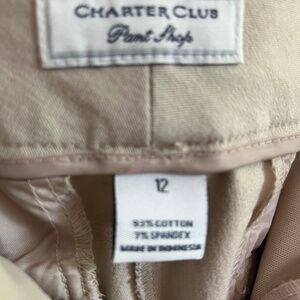 CHARTER CLUB
Pant Shop
12
93% COTTON
7% SPANDEX
MADE IN INDONESIA